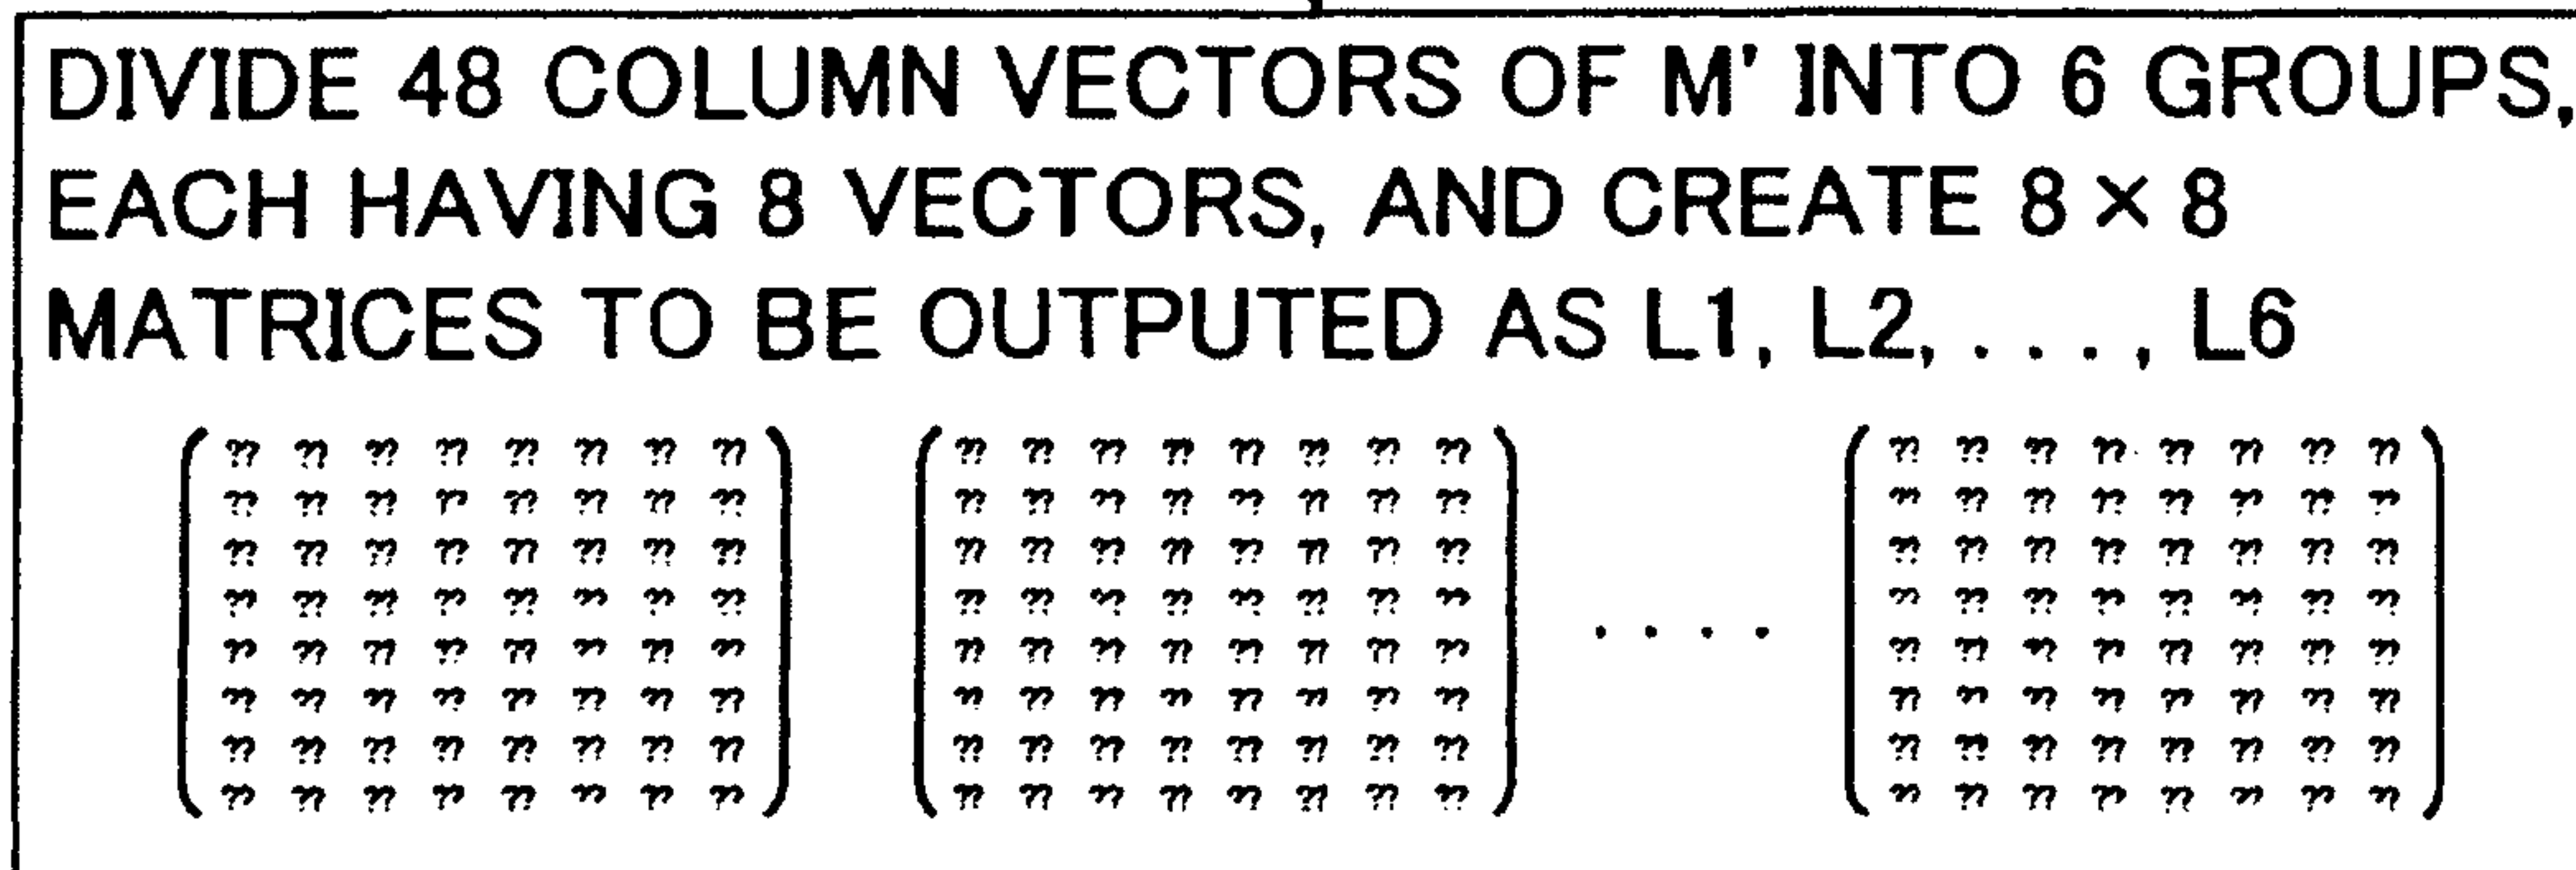 DIVIDE 48 COLUMN VECTORS OF M' INTO 6 GROUPS,
EACH HAVING 8 VECTORS, AND CREATE 8 × 8
MATRICES TO BE OUTPUTED AS L1, L2, . . . , L6
?? ?? ?? ?? ?? ?? ?? ?? ?? ?? ?? ?? ?? ?? ?? ?? ?? ?? ?? ?? ?? ?? ?? ??
?? ?? ?? ?? ?? ?? ?? ?? ?? ?? ?? ?? ?? ?? ?? ?? ?? ?? ?? ?? ?? ?? ?? ??
?? ?? ?? ?? ?? ?? ?? ?? ?? ?? ?? ?? ?? ?? ?? ?? ?? ?? ?? ?? ?? ?? ?? ??
?? ?? ?? ?? ?? ?? ?? ?? ?? ?? ?? ?? ?? ?? ?? ?? ?? ?? ?? ?? ?? ?? ?? ??
?? ?? ?? ?? ?? ?? ?? ?? ?? ?? ?? ?? ?? ?? ?? ?? . . . . ?? ?? ?? ?? ?? ?? ?? ??
?? ?? ?? ?? ?? ?? ?? ?? ?? ?? ?? ?? ?? ?? ?? ?? ?? ?? ?? ?? ?? ?? ?? ??
?? ?? ?? ?? ?? ?? ?? ?? ?? ?? ?? ?? ?? ?? ?? ?? ?? ?? ?? ?? ?? ?? ?? ??
?? ?? ?? ?? ?? ?? ?? ?? ?? ?? ?? ?? ?? ?? ?? ?? ?? ?? ?? ?? ?? ?? ?? ??